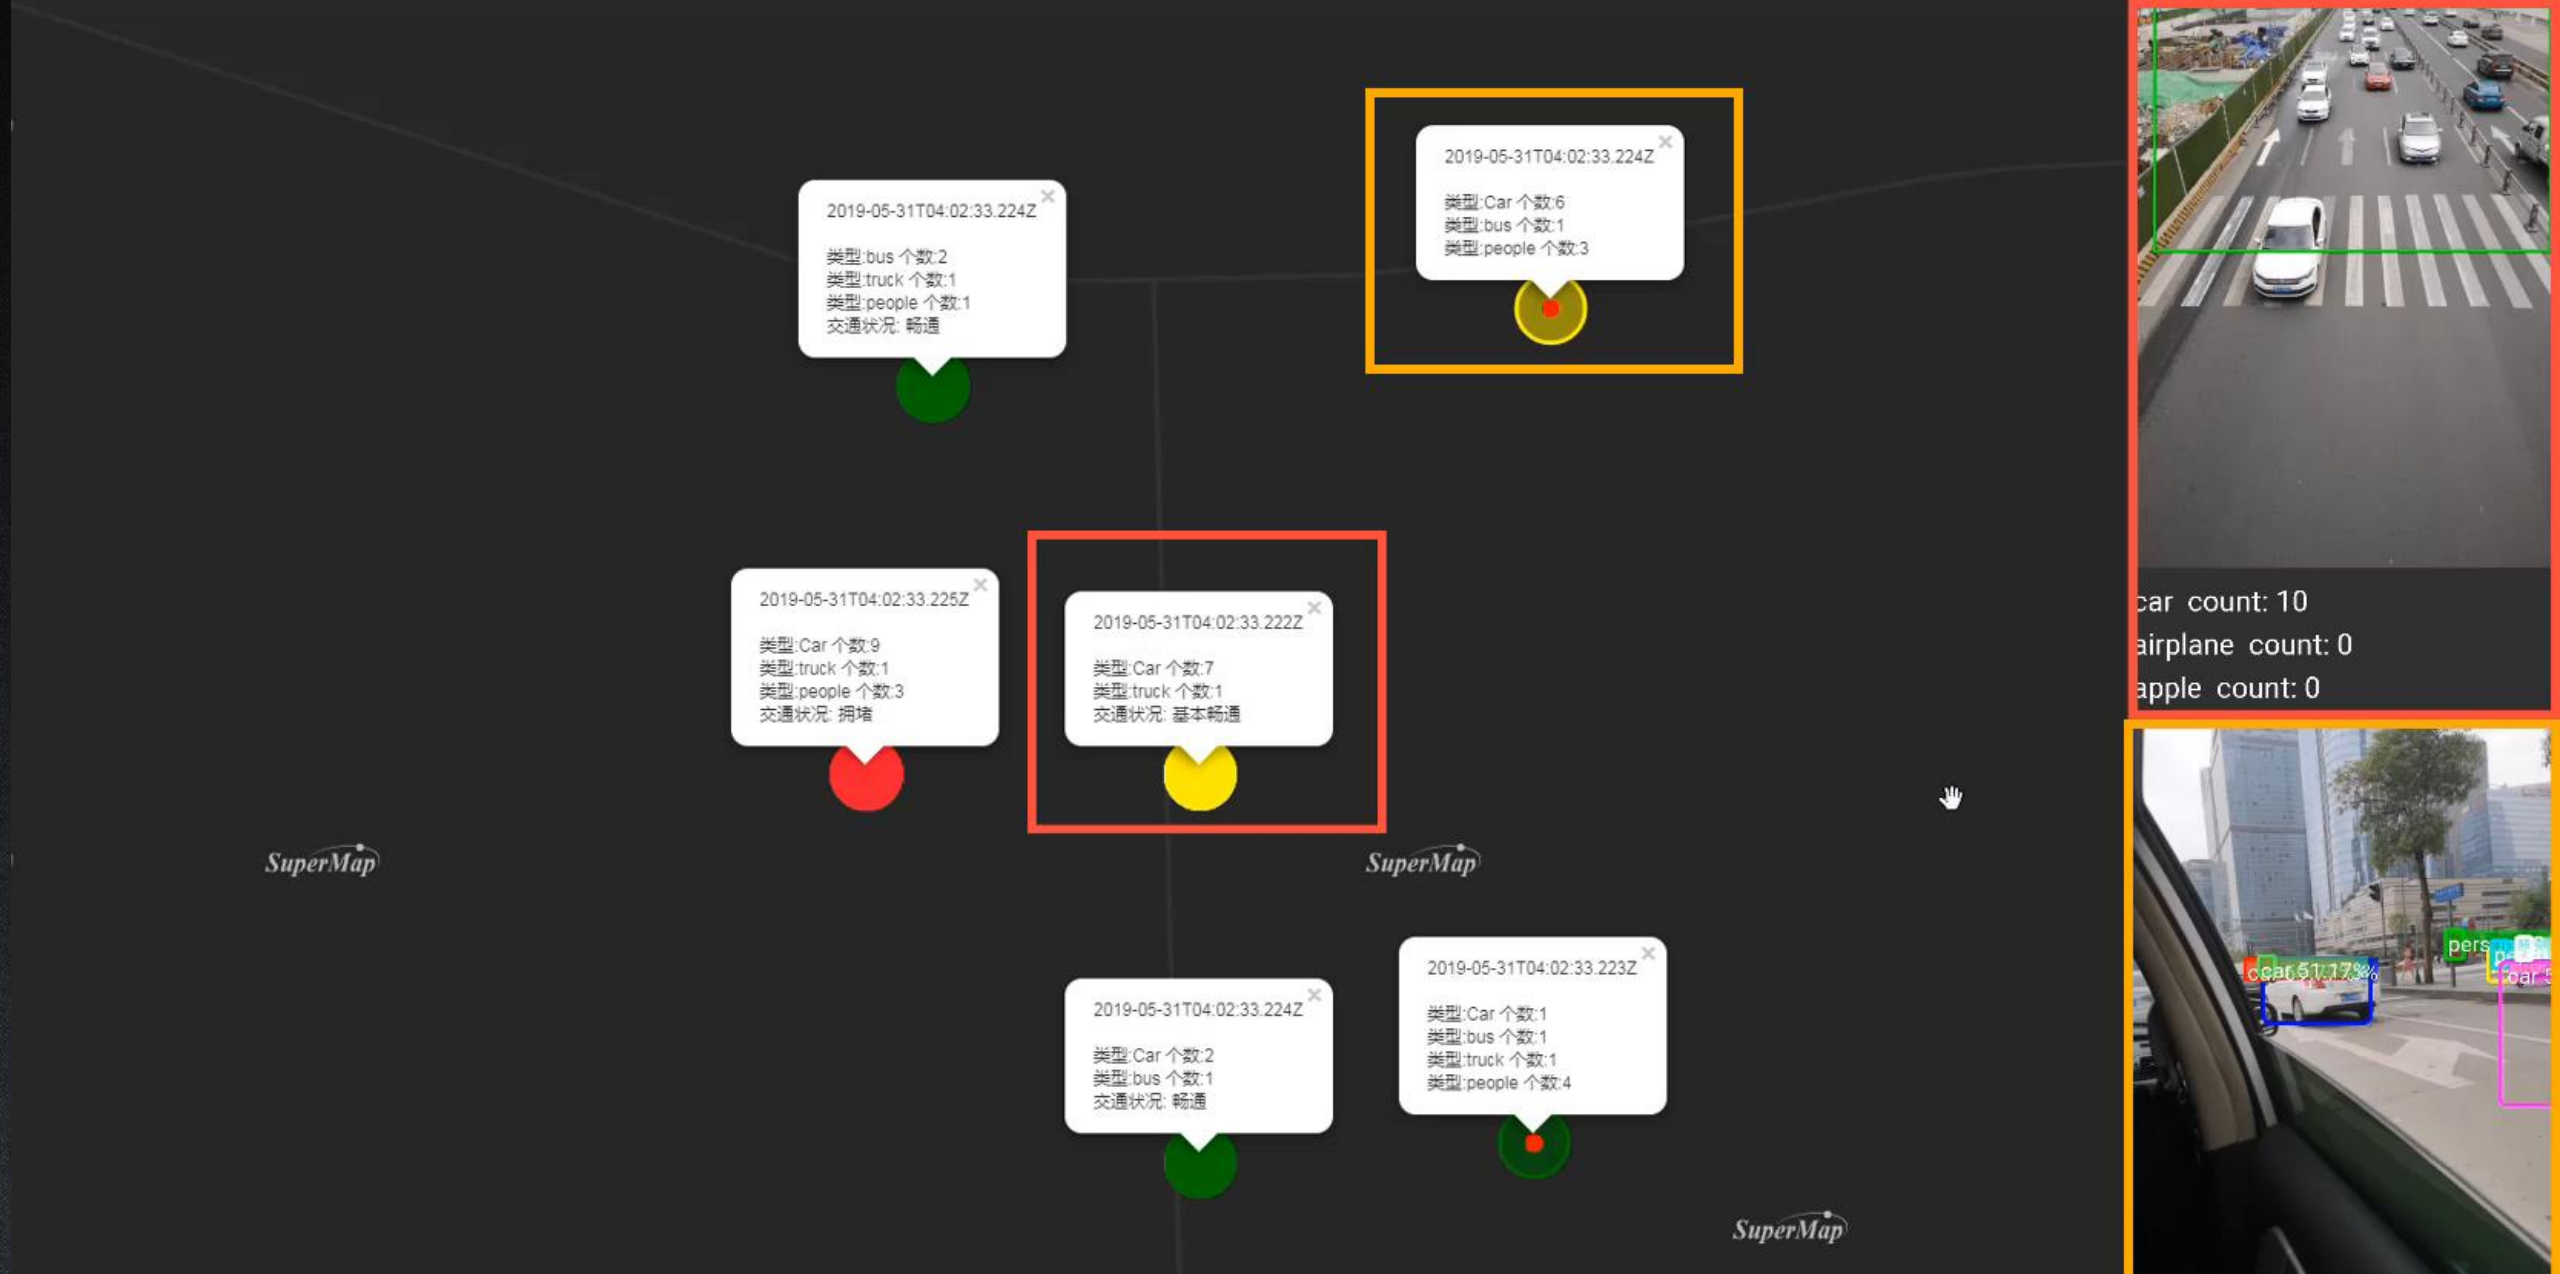 2019-05-31T04:02:33.224Z
类型:Car 个数:6
类型:bus 个数:1
类型:people 个数:3
2019-05-31T04:02:33.224Z
类型:bus 个数:2
类型:truck 个数:1
类型:people 个数:1
交通状况: 畅通
2019-05-31T04:02:33.225Z
类型:Car 个数:9
类型:truck 个数:1
类型:people 个数:3
交通状况: 拥堵
2019-05-31T04:02:33.222Z
类型:Car 个数:7
类型:truck 个数:1
交通状况: 基本畅通
car count: 10
airplane count: 0
apple count: 0
SuperMap
SuperMap
2019-05-31T04:02:33.224Z
类型:Car 个数:2
类型:bus 个数:1
交通状况: 畅通
2019-05-31T04:02:33.223Z
类型:Car 个数:1
类型:bus 个数:1
类型:truck 个数:1
类型:people 个数:4
car 51.17%
pers
car
SuperMap